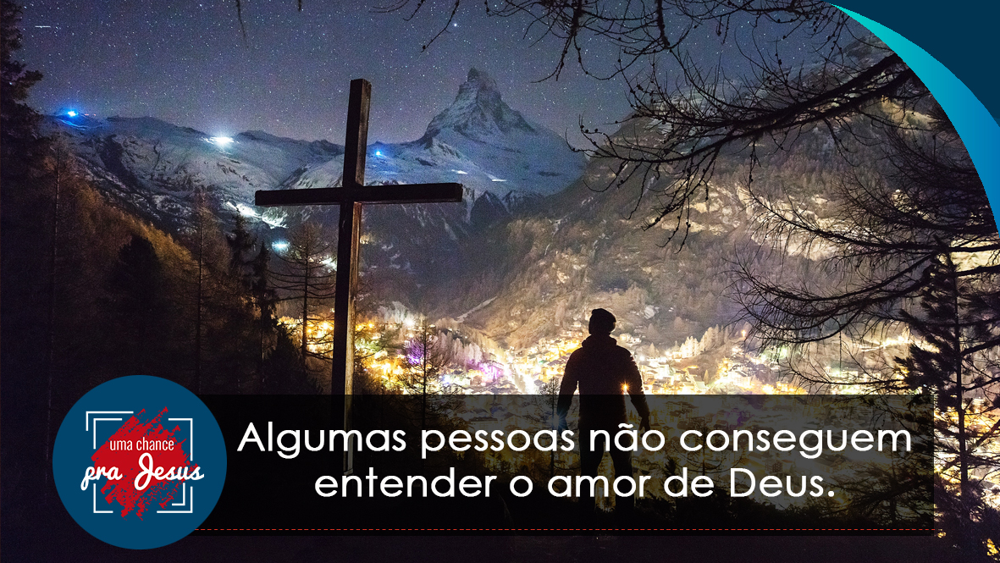 Algumas pessoas não conseguem
entender o amor de Deus.
uma chance
pra Jesus